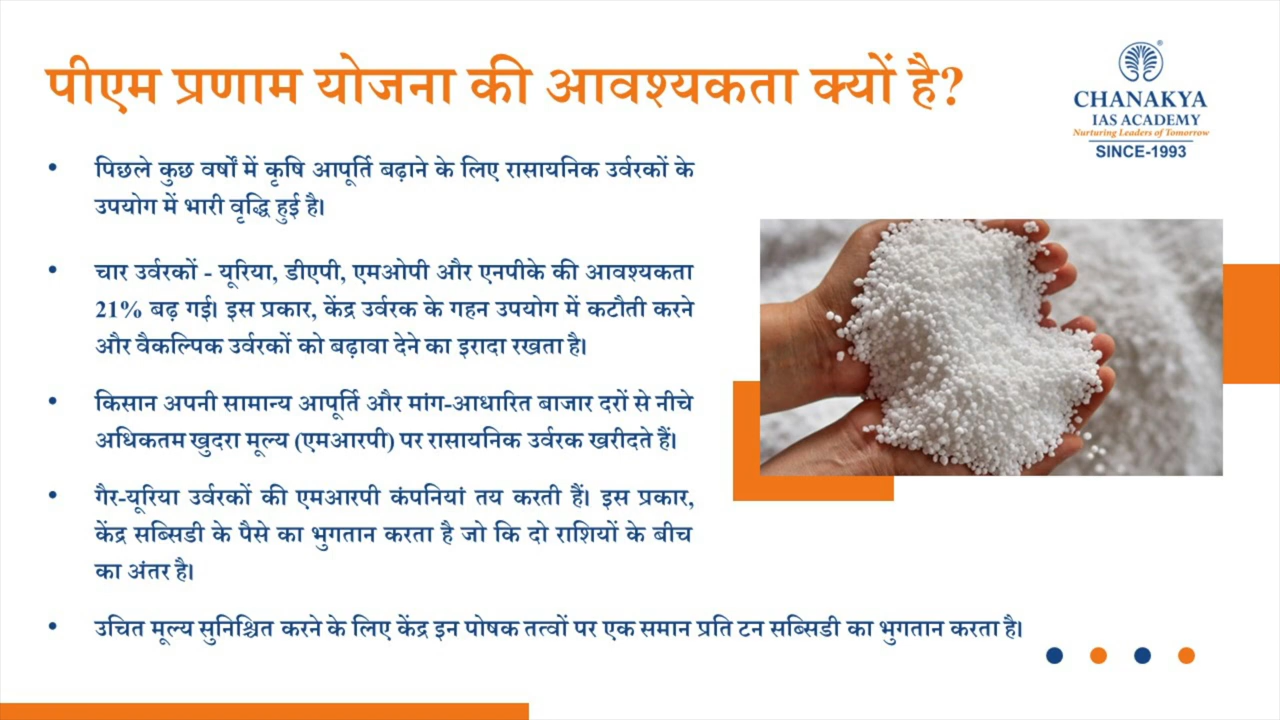 पीएम प्रणाम योजना की आवश्यकता क्यों है?
CHANAKYA
IAS ACADEMY
Nurturing Leaders of Tomorrow
SINCE-1993
• पिछले कुछ वर्षों में कृषि आपूर्ति बढ़ाने के लिए रासायनिक उर्वरकों के
उपयोग में भारी वृद्धि हुई है।
• चार उर्वरकों - यूरिया, डीएपी, एमओपी और एनपीके की आवश्यकता
21% बढ़ गई। इस प्रकार, केंद्र उर्वरक के गहन उपयोग में कटौती करने
और वैकल्पिक उर्वरकों को बढ़ावा देने का इरादा रखता है।
• किसान अपनी सामान्य आपूर्ति और मांग-आधारित बाजार दरों से नीचे
अधिकतम खुदरा मूल्य (एमआरपी) पर रासायनिक उर्वरक खरीदते हैं।
• गैर-यूरिया उर्वरकों की एमआरपी कंपनियां तय करती हैं। इस प्रकार,
केंद्र सब्सिडी के पैसे का भुगतान करता है जो कि दो राशियों के बीच
का अंतर है।
• उचित मूल्य सुनिश्चित करने के लिए केंद्र इन पोषक तत्वों पर एक समान प्रति टन सब्सिडी का भुगतान करता है।